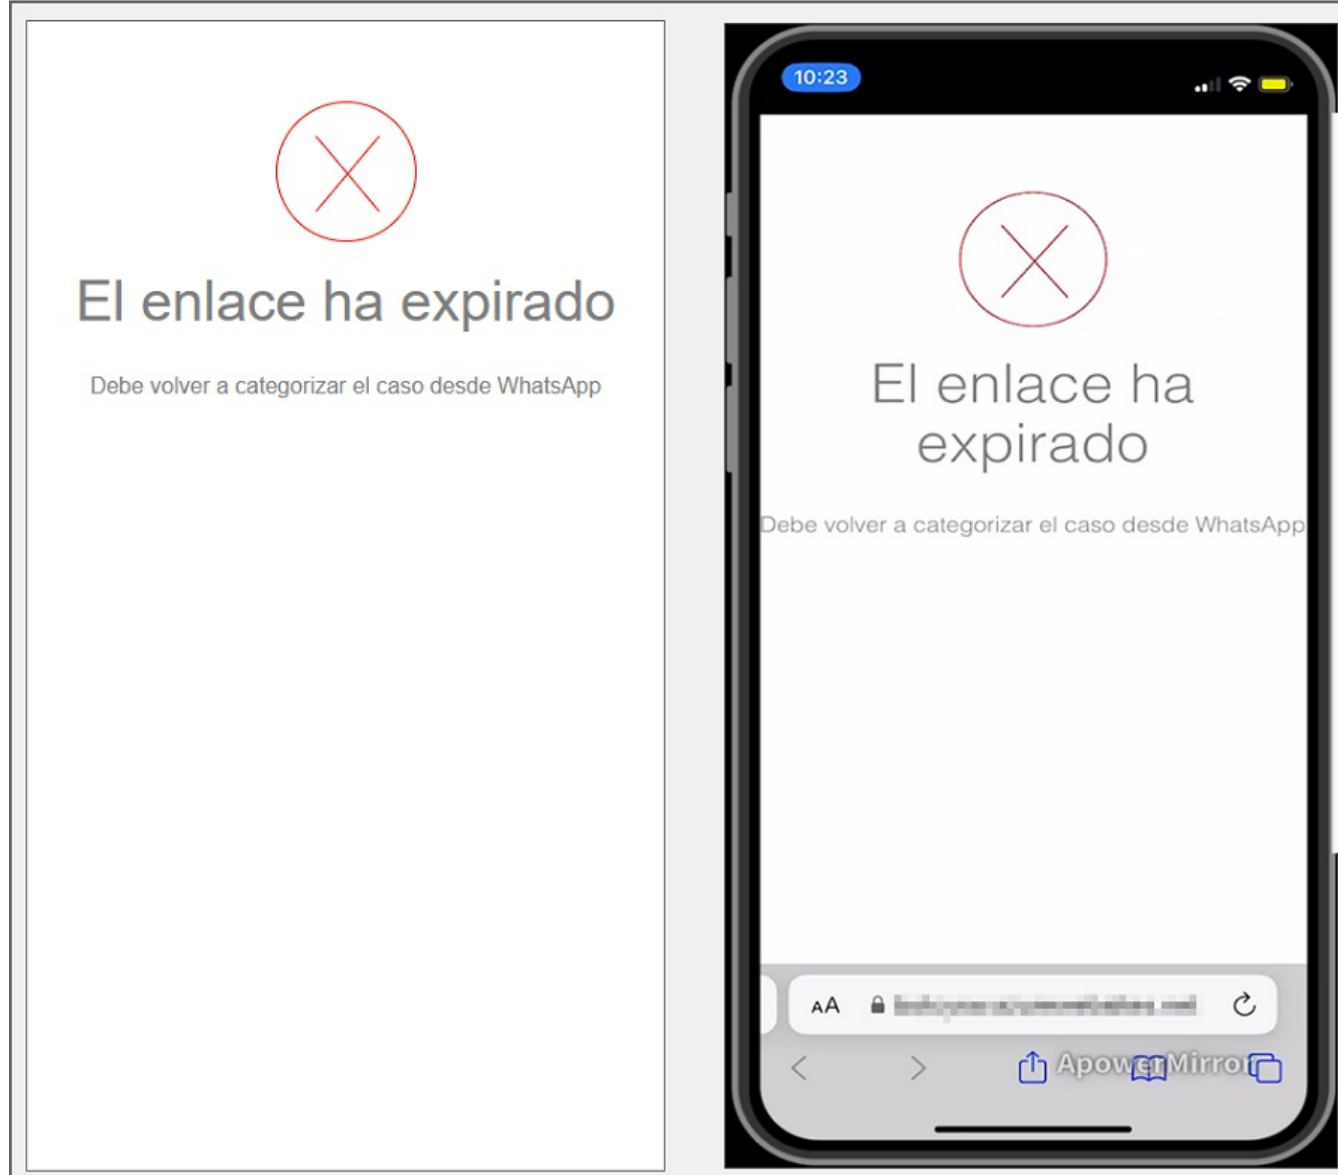 El enlace ha expirado
Debe volver a categorizar el caso desde WhatsApp
10:23
El enlace ha
expirado
Debe volver a categorizar el caso desde WhatsApp
AA
ApowerMirror